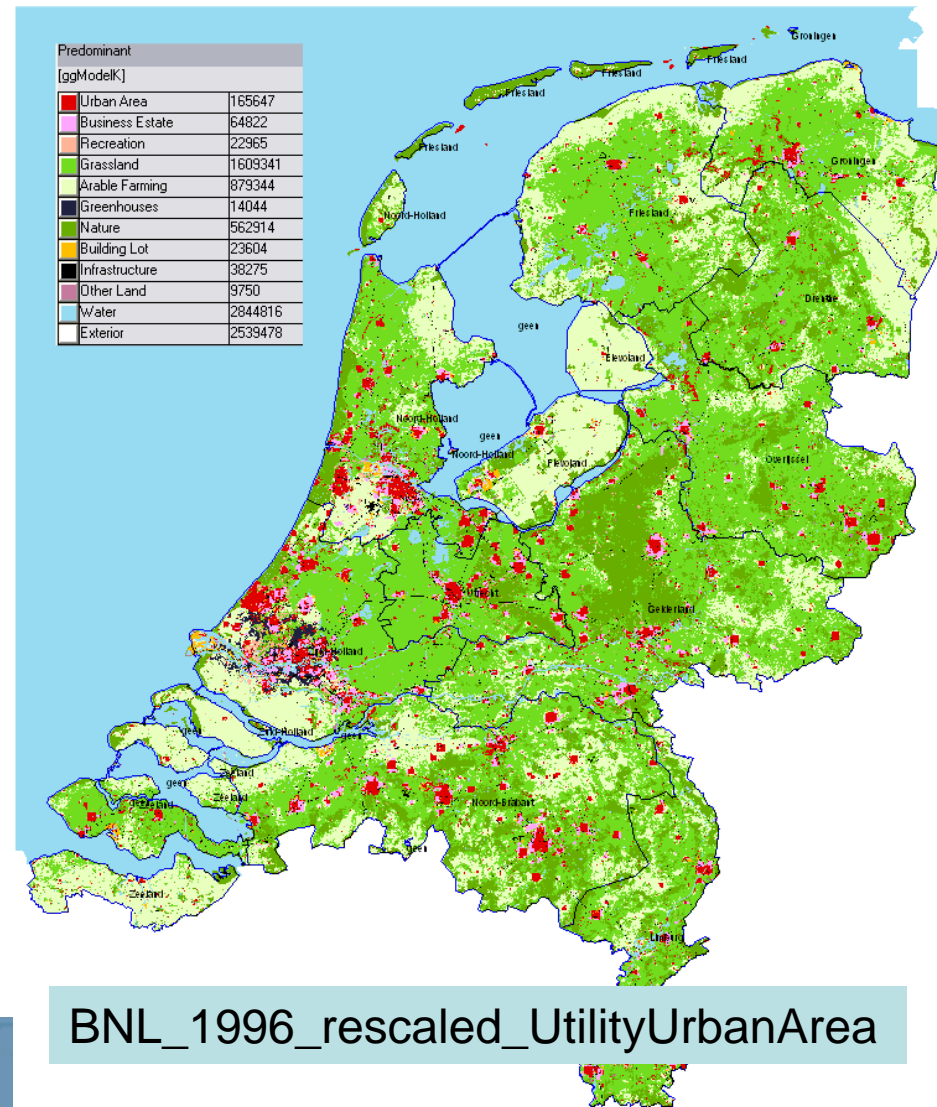 Predominant
[ggModelK]
Urban Area 165647
Business Estate 64822
Recreation 22965
Grassland 1609341
Arable Farming 879344
Greenhouses 14044
Nature 562914
Building Lot 23604
Infrastructure 38275
Other Land 9750
Water 2844816
Exterior 2539478
Groningen
Friesland
Friesland
Friesland
Friesland
Friesland
Groningen
Noord-Holland
Drenthe
geen
Flevoland
Noord-Holland
geen
Noord-Holland
Flevoland
Overijssel
Utrecht
Gelderland
Zuid-Holland
Zuid-Holland
geen
geen
Zeeland
geen
Zeeland
Zeeland
Noord-Brabant
geen
Zeeland
Limburg
BNL_1996_rescaled_UtilityUrbanArea